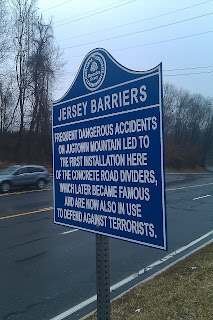 JERSEY BARRIERS
FREQUENT DANGEROUS ACCIDENTS
ON JUGTOWN MOUNTAIN LED TO
THE FIRST INSTALLATION HERE
OF THE CONCRETE ROAD DIVIDERS,
WHICH LATER BECAME FAMOUS
AND ARE NOW ALSO IN USE
TO DEFEND AGAINST TERRORISTS.